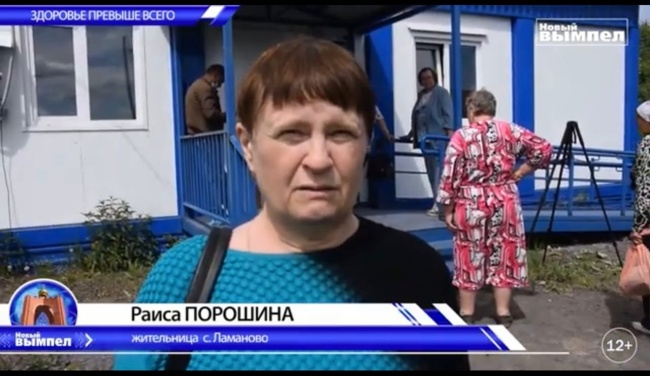 ЗДОРОВЬЕ ПРЕВЫШЕ ВСЕГО
Новый
ВЫМПЕЛ
Раиса ПОРОШИНА
жительница с. Ламаново
Новый
ВЫМПЕЛ
12+